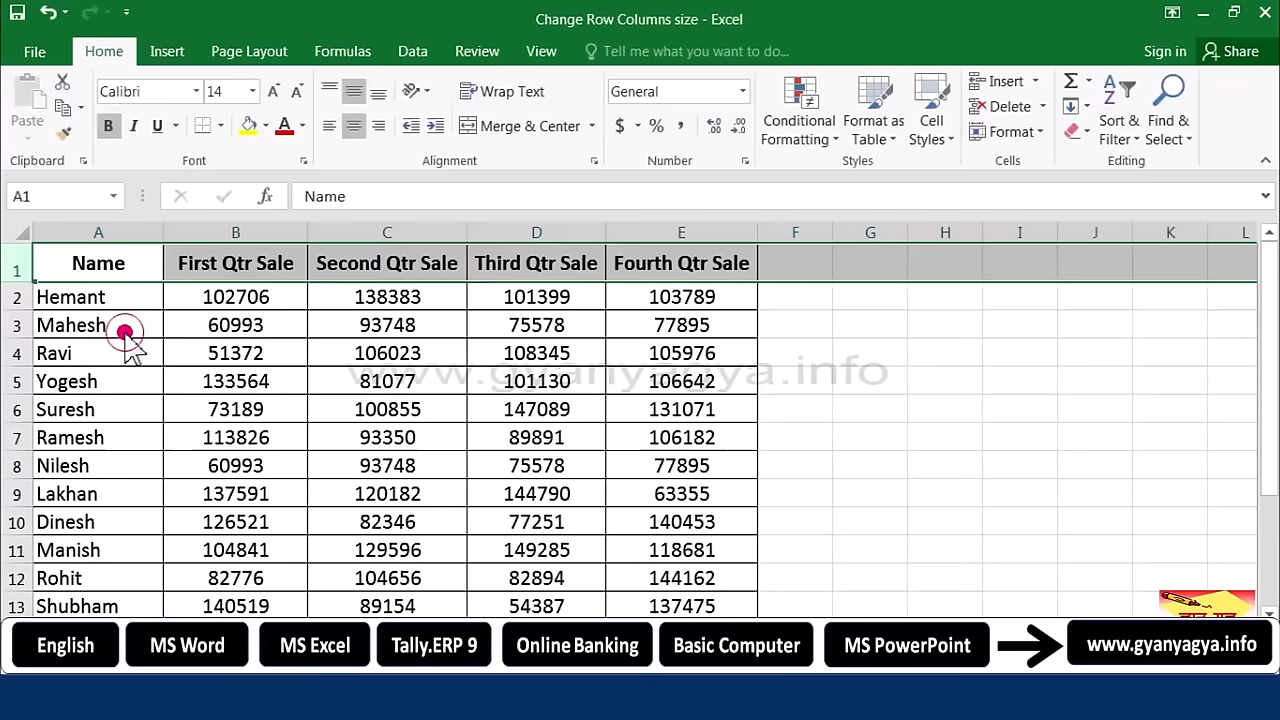 Change Row Columns size - Excel
File Home Insert Page Layout Formulas Data Review View Tell me what you want to do... Sign in Share
Calibri 14 Wrap Text General Insert
Paste B I U Merge & Center $ % , Conditional Formatting Format as Table Cell Styles Delete Format Sort & Filter Find & Select
Clipboard Font Alignment Number Styles Cells Editing
A1 fx Name
A B C D E F G H I J K L
1 Name First Qtr Sale Second Qtr Sale Third Qtr Sale Fourth Qtr Sale
2 Hemant 102706 138383 101399 103789
3 Mahesh 60993 93748 75578 77895
4 Ravi 51372 106023 108345 105976
www.gyanyagya.info
5 Yogesh 133564 81077 101130 106642
6 Suresh 73189 100855 147089 131071
7 Ramesh 113826 93350 89891 106182
8 Nilesh 60993 93748 75578 77895
9 Lakhan 137591 120182 144790 63355
10 Dinesh 126521 82346 77251 140453
11 Manish 104841 129596 149285 118681
12 Rohit 82776 104656 82894 144162
13 Shubham 140519 89154 54387 137475
English MS Word MS Excel Tally.ERP 9 Online Banking Basic Computer MS PowerPoint www.gyanyagya.info